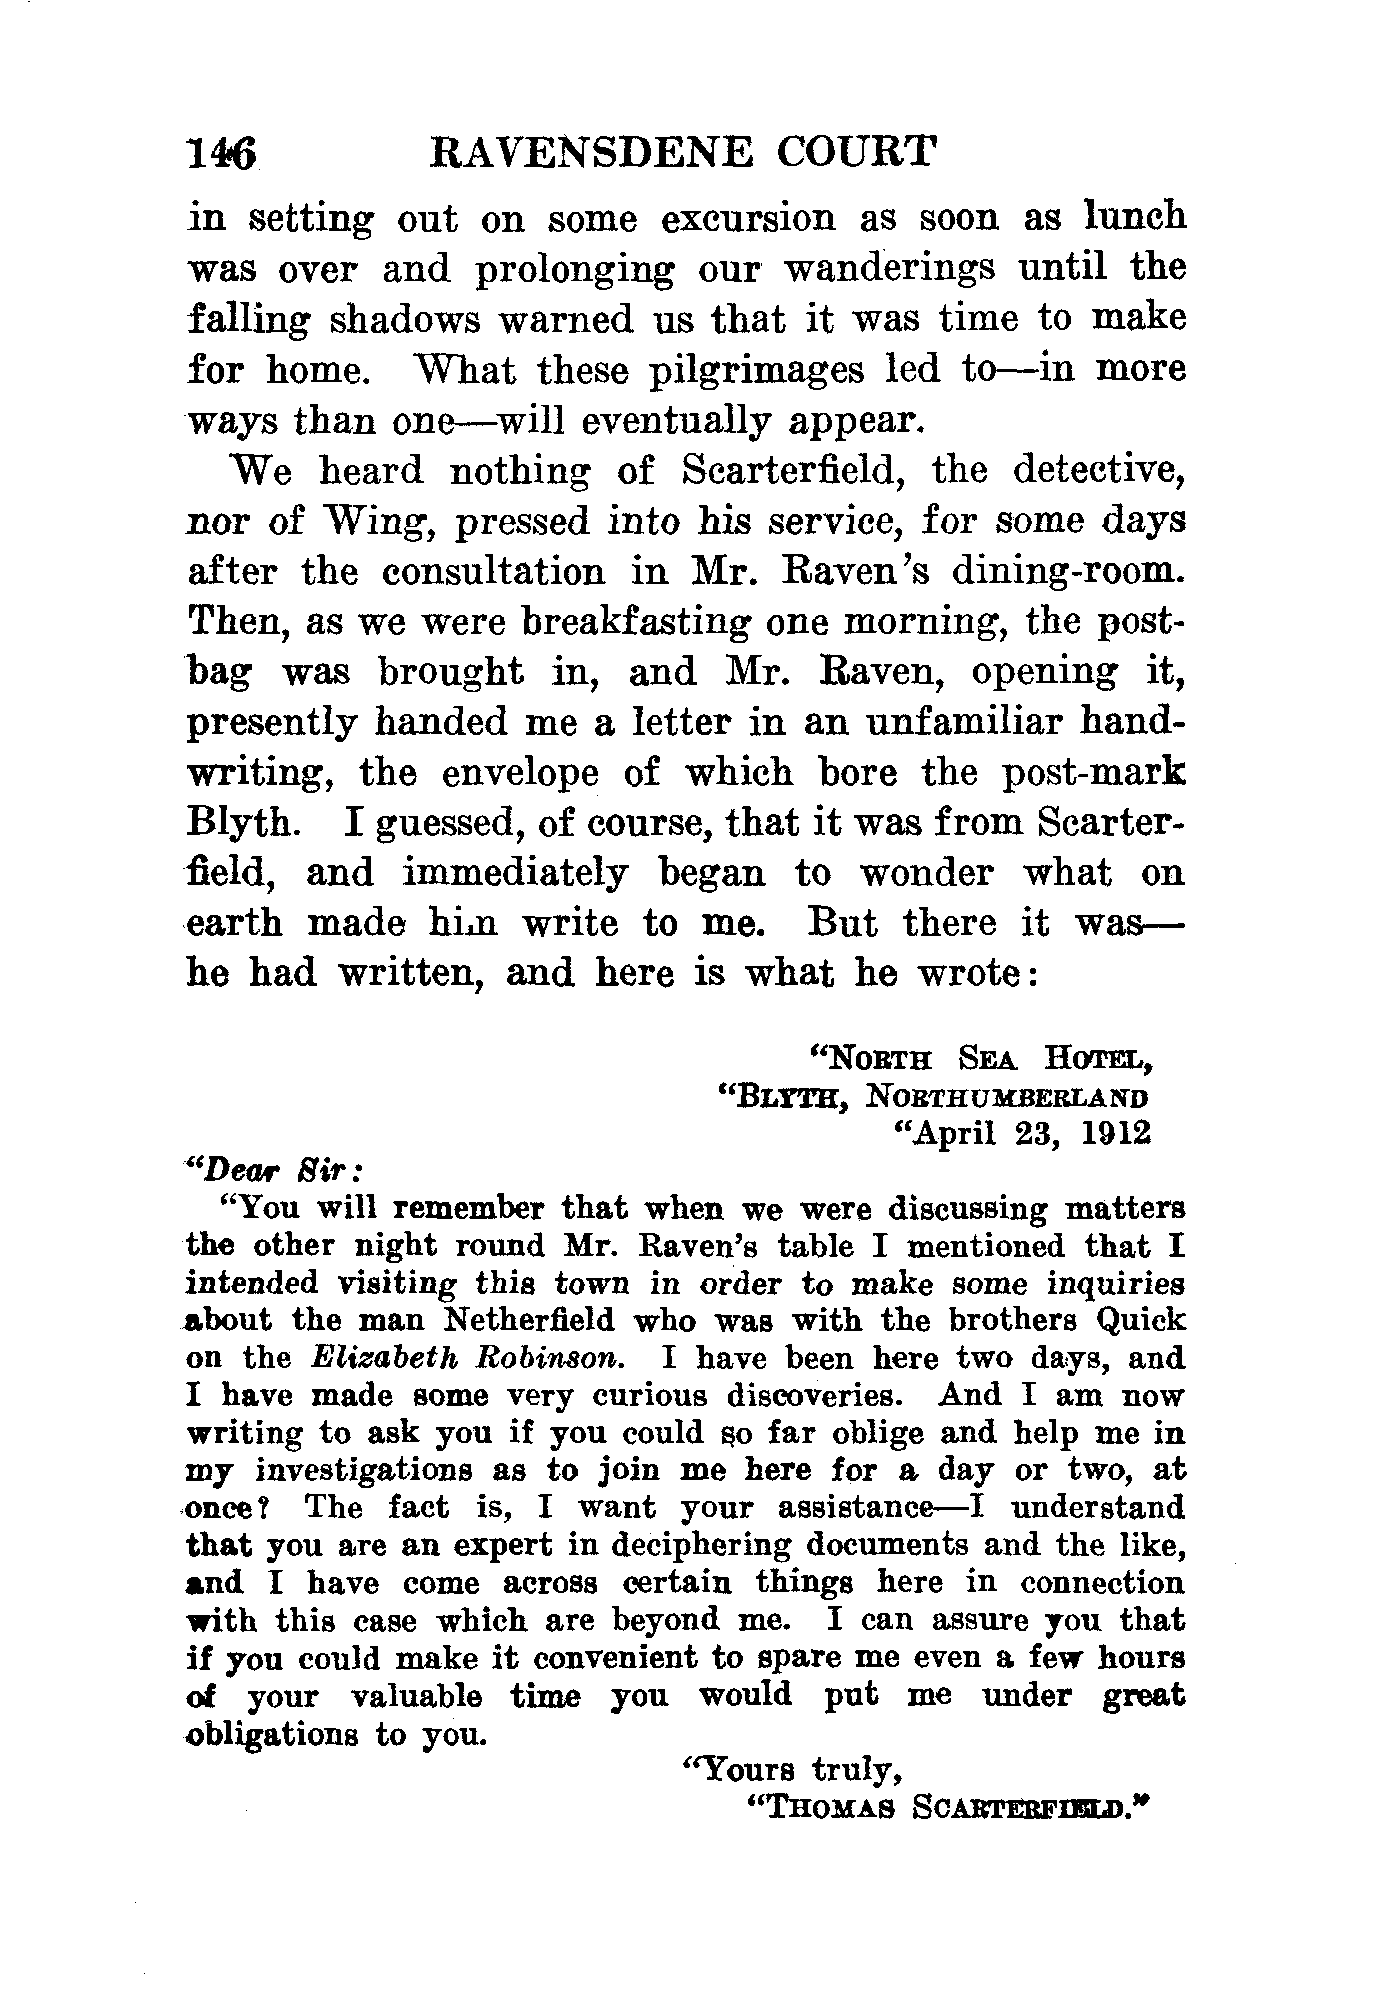 146 RAVENSDENE COURT
in setting out on some excursion as soon as lunch
was over and prolonging our wanderings until the
falling shadows warned us that it was time to make
for home. What these pilgrimages led to—in more
ways than one—will eventually appear.
We heard nothing of Scarterfield, the detective,
nor of Wing, pressed into his service, for some days
after the consultation in Mr. Raven's dining-room.
Then, as we were breakfasting one morning, the post-
bag was brought in, and Mr. Raven, opening it,
presently handed me a letter in an unfamiliar hand-
writing, the envelope of which bore the post-mark
Blyth. I guessed, of course, that it was from Scarter-
field, and immediately began to wonder what on
earth made him write to me. But there it was—
he had written, and here is what he wrote:
"NORTH SEA HOTEL,
"BLYTH, NORTHUMBERLAND
"April 23, 1912
"Dear Sir:
"You will remember that when we were discussing matters
the other night round Mr. Raven's table I mentioned that I
intended visiting this town in order to make some inquiries
about the man Netherfield who was with the brothers Quick
on the Elizabeth Robinson. I have been here two days, and
I have made some very curious discoveries. And I am now
writing to ask you if you could so far oblige and help me in
my investigations as to join me here for a day or two, at
once? The fact is, I want your assistance—I understand
that you are an expert in deciphering documents and the like,
and I have come across certain things here in connection
with this case which are beyond me. I can assure you that
if you could make it convenient to spare me even a few hours
of your valuable time you would put me under great
obligations to you.
"Yours truly,
"THOMAS SCARTERFIELD."